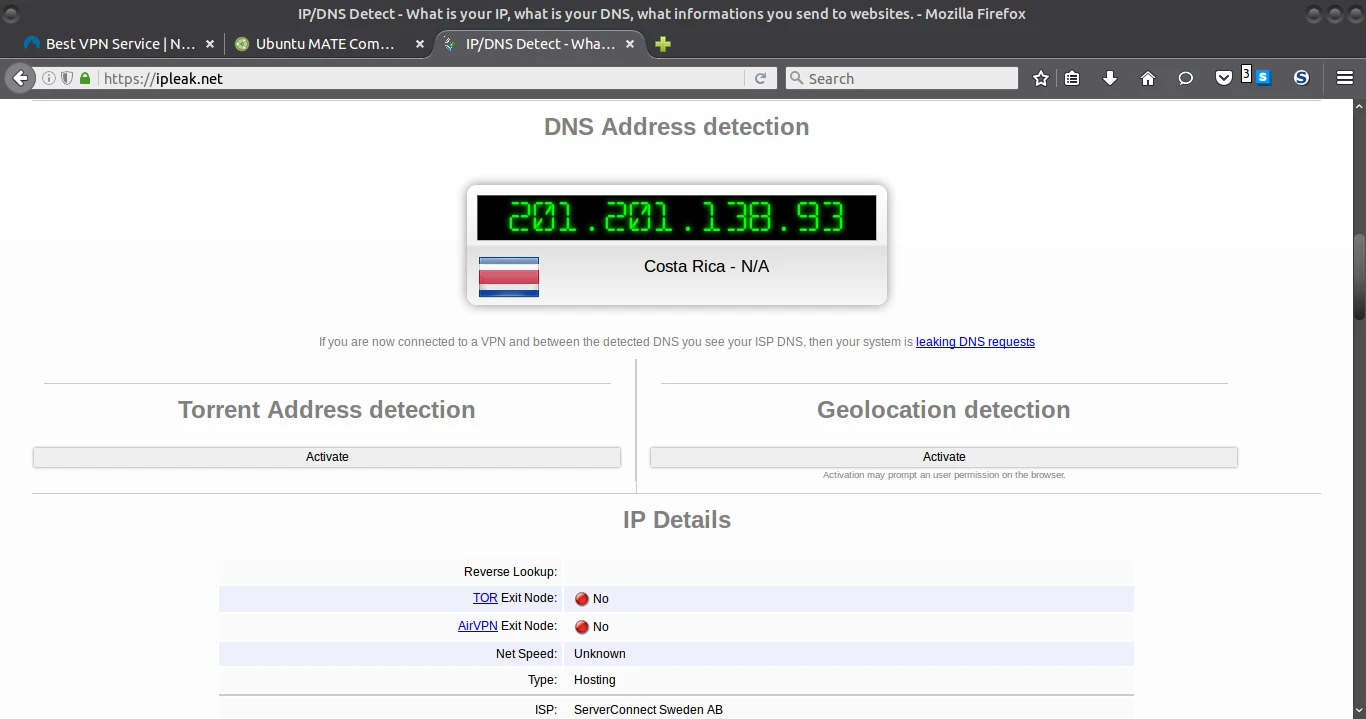 IP/DNS Detect - What is your IP, what is your DNS, what informations you send to websites. - Mozilla Firefox
Best VPN Service | N...
Ubuntu MATE Com...
IP/DNS Detect - Wha...
https://ipleak.net
Search
3
S
S
DNS Address detection
201.201.138.93
Costa Rica - N/A
If you are now connected to a VPN and between the detected DNS you see your ISP DNS, then your system is leaking DNS requests
Torrent Address detection
Activate
Geolocation detection
Activate
Activation may prompt an user permission on the browser.
IP Details
Reverse Lookup:
TOR Exit Node: No
AirVPN Exit Node: No
Net Speed: Unknown
Type: Hosting
ISP: ServerConnect Sweden AB